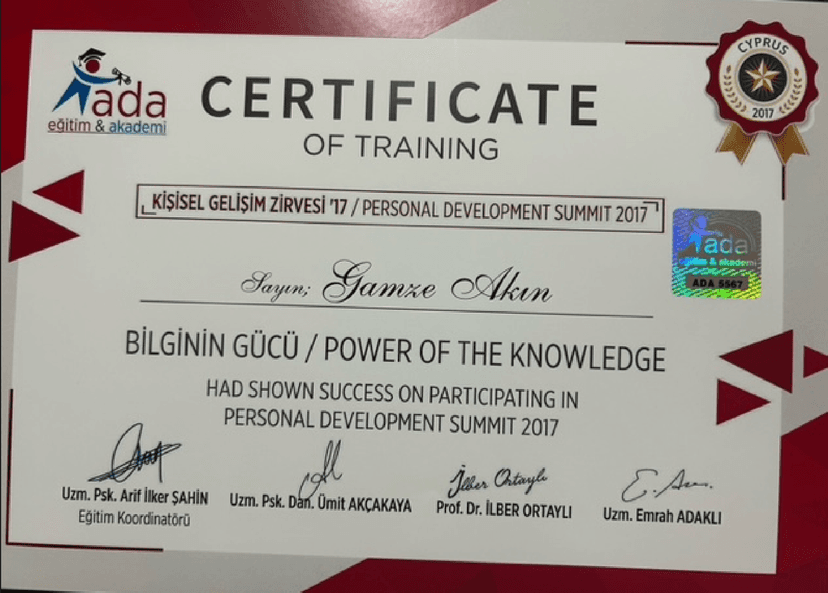 ada
eğitim & akademi
CERTIFICATE
OF TRAINING
CYPRUS
2017
KİŞİSEL GELİŞİM ZİRVESİ '17 / PERSONAL DEVELOPMENT SUMMIT 2017
ada
eğitim & akademi
ADA 5567
Sayın; Gamze Akın
BİLGİNİN GÜCÜ / POWER OF THE KNOWLEDGE
HAD SHOWN SUCCESS ON PARTICIPATING IN
PERSONAL DEVELOPMENT SUMMIT 2017
İlber Ortaylı
Uzm. Psk. Arif İlker ŞAHİN
Eğitim Koordinatörü
Uzm. Psk. Dan. Ümit AKÇAKAYA
Prof. Dr. İLBER ORTAYLI
Uzm. Emrah ADAKLI